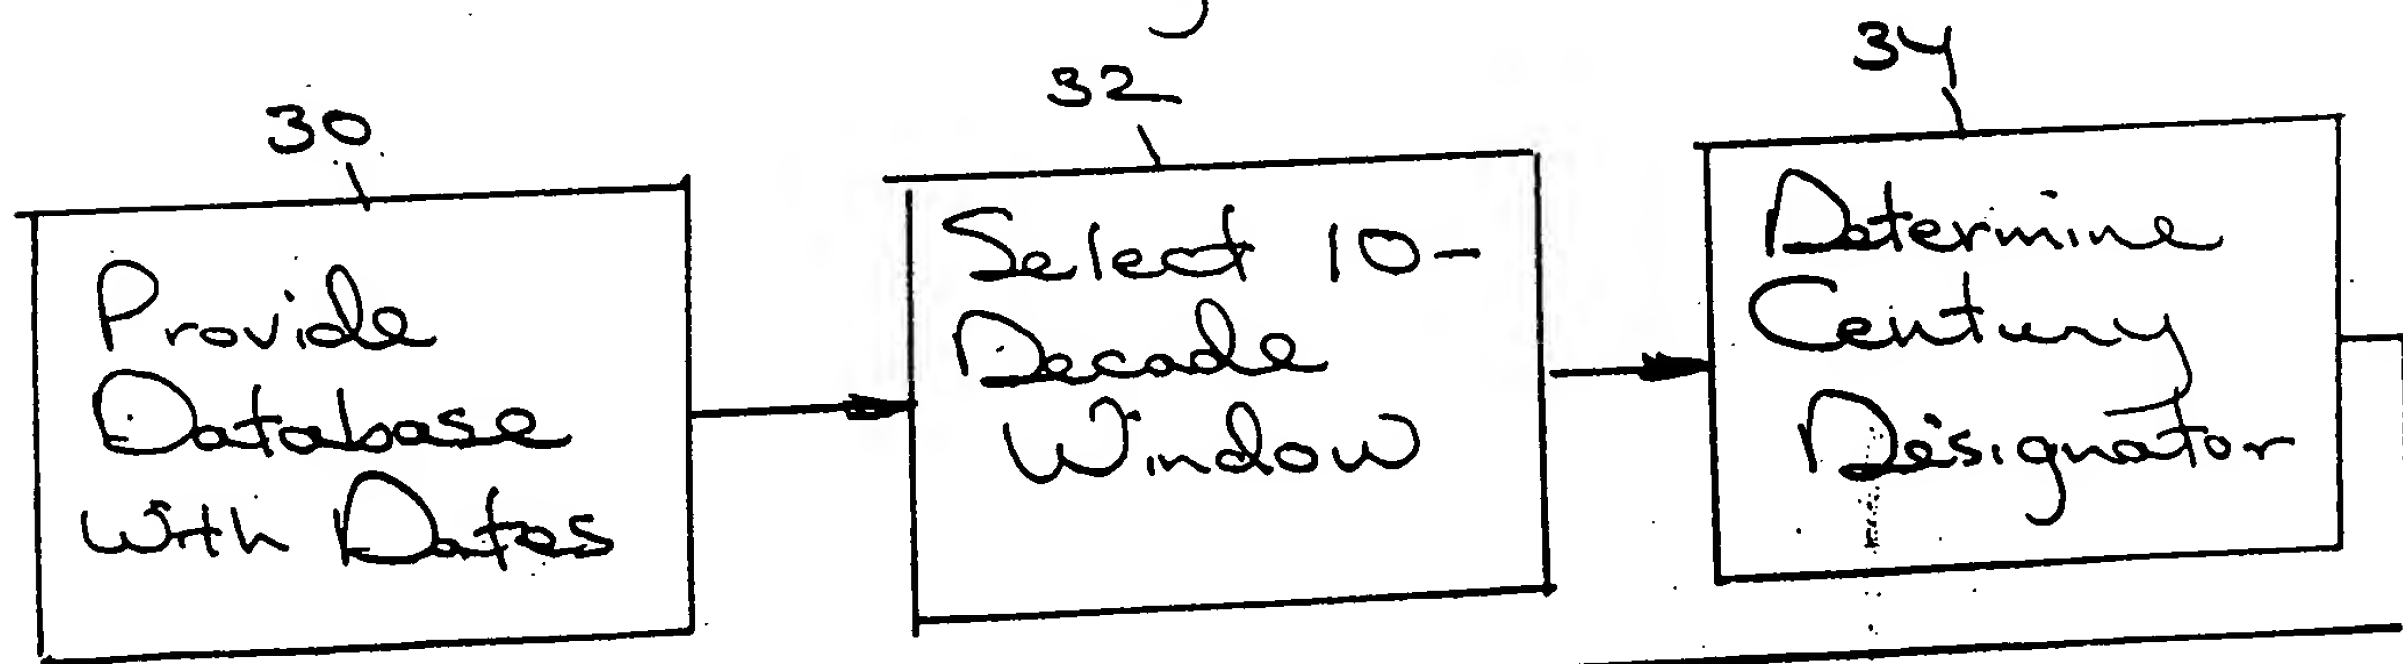 30
Provide
Database
with Dates
32
Select 10-
Decade
Window
34
Determine
Century
Designator